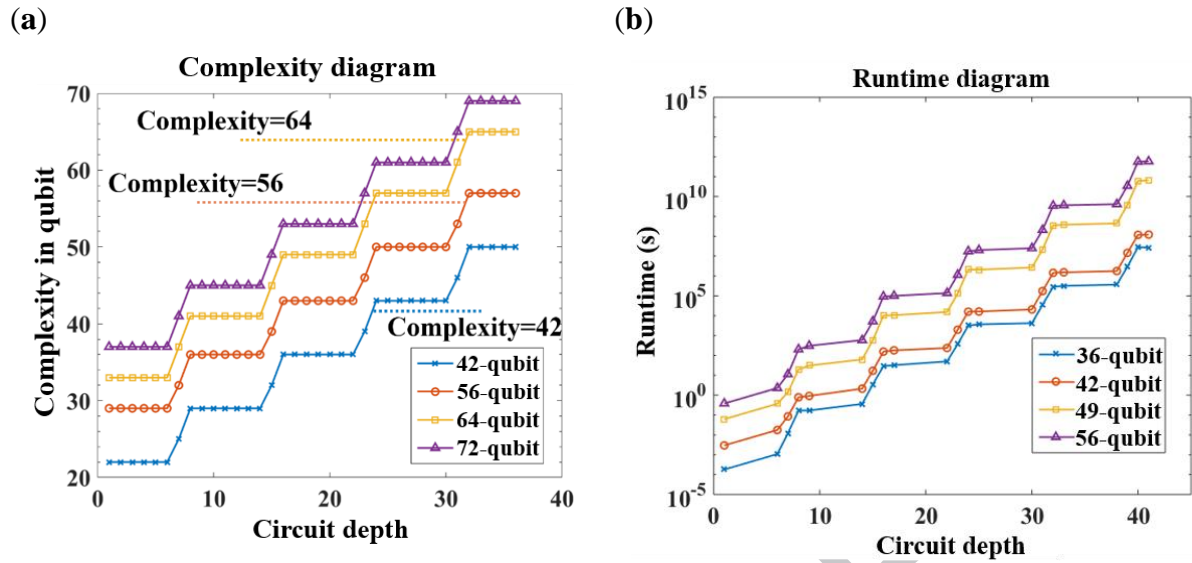 (a)
Complexity diagram
Complexity in qubit
70
60
50
40
30
20
Complexity=64
Complexity=56
Complexity=42
42-qubit
56-qubit
64-qubit
72-qubit
0
10
20
30
40
Circuit depth
(b)
Runtime diagram
Runtime (s)
10^15
10^10
10^5
10^0
10^-5
36-qubit
42-qubit
49-qubit
56-qubit
0
10
20
30
40
Circuit depth